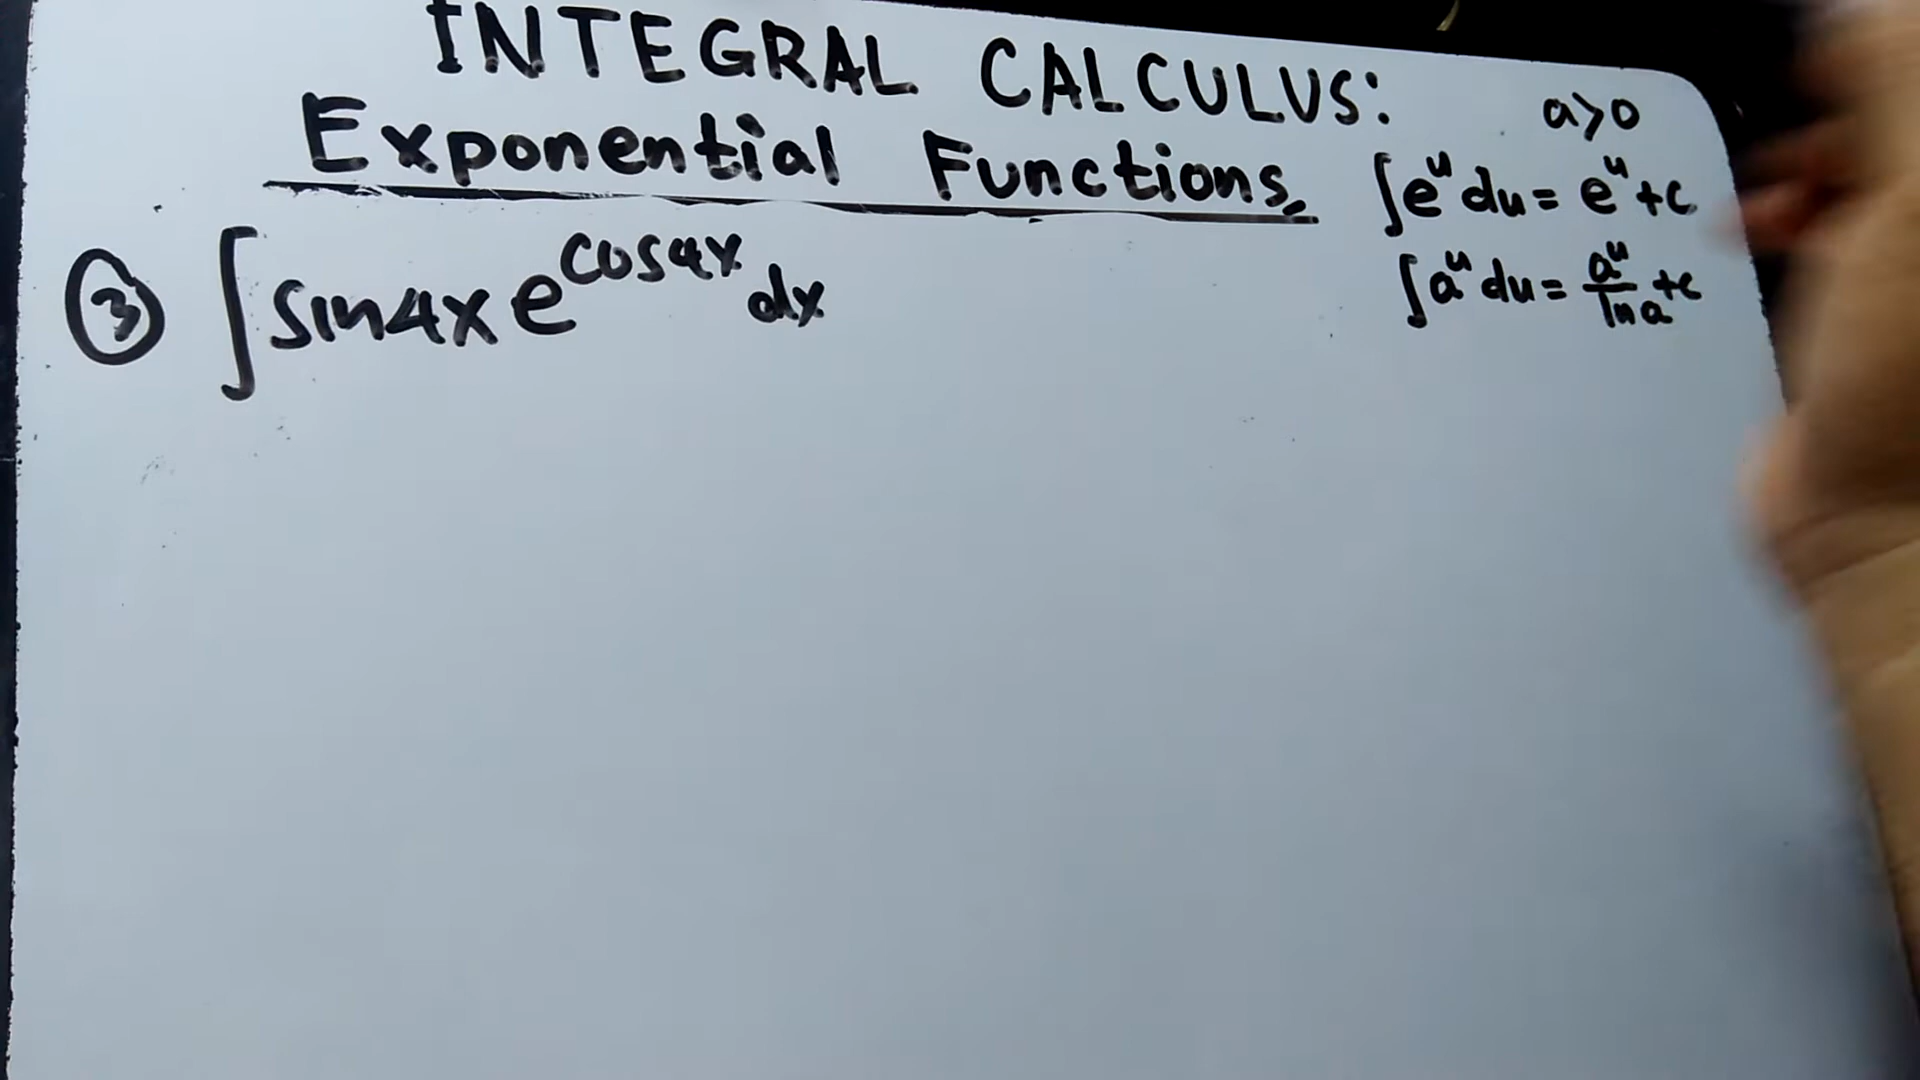 INTEGRAL CALCULUS:
Exponential Functions.
a>0
∫e^u du = e^u + c
∫a^u du = a^u/ln a + c
③ ∫sin4x e^cos4x dx